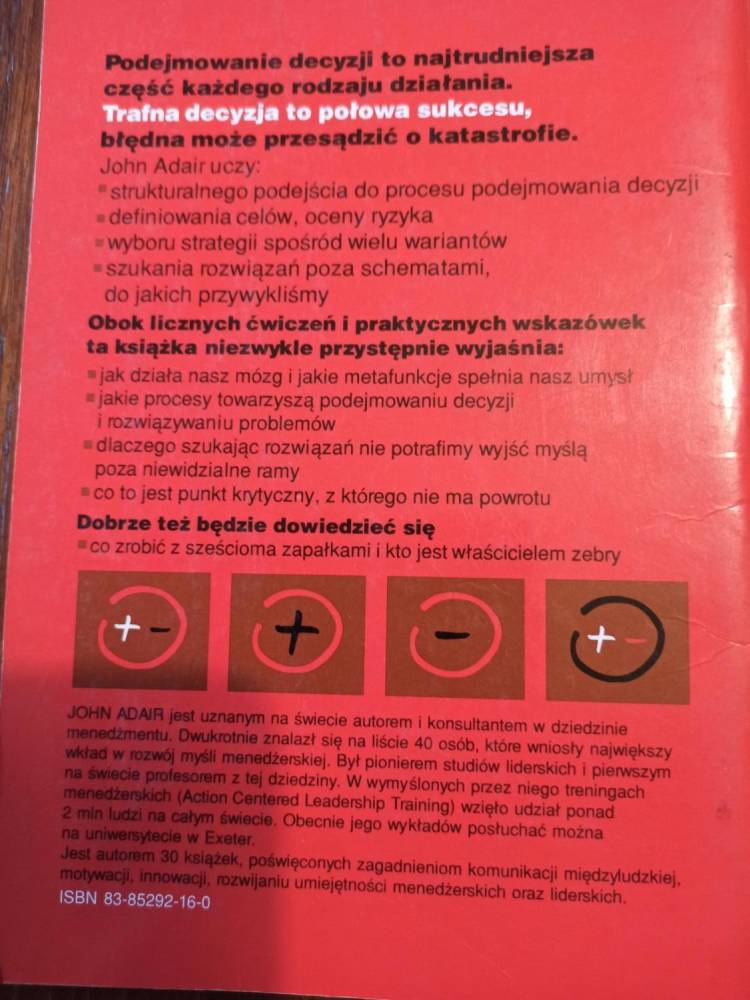 Podejmowanie decyzji to najtrudniejsza
część każdego rodzaju działania.
Trafna decyzja to połowa sukcesu,
błędna może przesądzić o katastrofie.
John Adair uczy:
▪ strukturalnego podejścia do procesu podejmowania decyzji
▪ definiowania celów, oceny ryzyka
▪ wyboru strategii spośród wielu wariantów
▪ szukania rozwiązań poza schematami,
do jakich przywykliśmy
Obok licznych ćwiczeń i praktycznych wskazówek
ta książka niezwykle przystępnie wyjaśnia:
▪ jak działa nasz mózg i jakie metafunkcje spełnia nasz umysł
▪ jakie procesy towarzyszą podejmowaniu decyzji
i rozwiązywaniu problemów
▪ dlaczego szukając rozwiązań nie potrafimy wyjść myślą
poza niewidzialne ramy
▪ co to jest punkt krytyczny, z którego nie ma powrotu
Dobrze też będzie dowiedzieć się
▪ co zrobić z sześcioma zapałkami i kto jest właścicielem zebry
+ - + - + -
JOHN ADAIR jest uznanym na świecie autorem i konsultantem w dziedzinie
menedżmentu. Dwukrotnie znalazł się na liście 40 osób, które wniosły największy
wkład w rozwój myśli menedżerskiej. Był pionierem studiów liderskich i pierwszym
na świecie profesorem z tej dziedziny. W wymyślonych przez niego treningach
menedżerskich (Action Centered Leadership Training) wzięło udział ponad
2 mln ludzi na całym świecie. Obecnie jego wykładów posłuchać można
na uniwersytecie w Exeter.
Jest autorem 30 książek, poświęconych zagadnieniom komunikacji międzyludzkiej,
motywacji, innowacji, rozwijaniu umiejętności menedżerskich oraz liderskich.
ISBN 83-85292-16-0